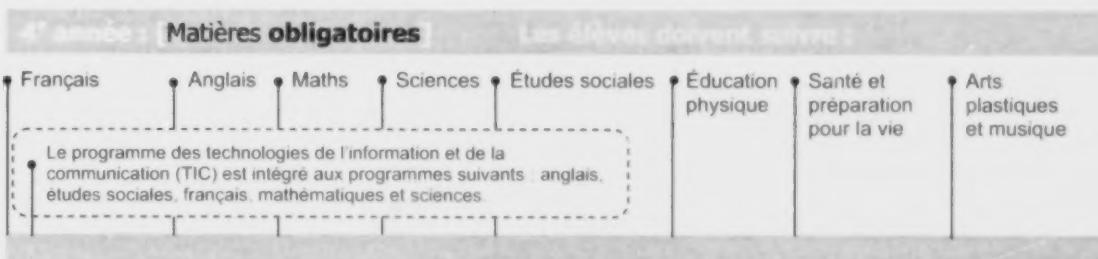 4e année : [Matières obligatoires] Les élèves doivent suivre :
Français
Anglais
Maths
Sciences
Études sociales
Éducation
physique
Santé et
préparation
pour la vie
Arts
plastiques
et musique
Le programme des technologies de l'information et de la
communication (TIC) est intégré aux programmes suivants : anglais,
études sociales, français, mathématiques et sciences.